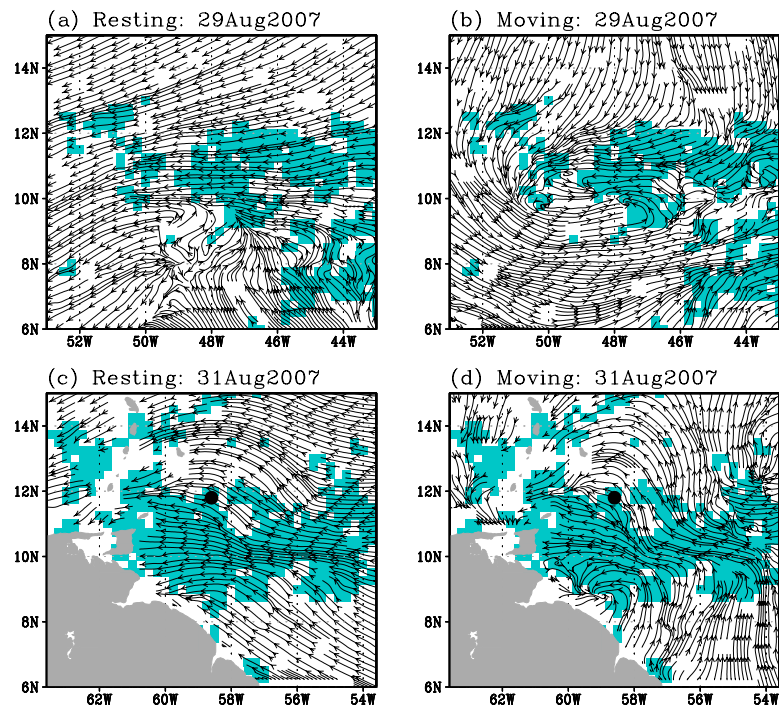 (a) Resting: 29Aug2007
(b) Moving: 29Aug2007
14N
12N
10N
8N
6N
52W 50W 48W 46W 44W
14N
12N
10N
8N
6N
52W 50W 48W 46W 44W
(c) Resting: 31Aug2007
(d) Moving: 31Aug2007
14N
12N
10N
8N
6N
62W 60W 58W 56W 54W
14N
12N
10N
8N
6N
62W 60W 58W 56W 54W